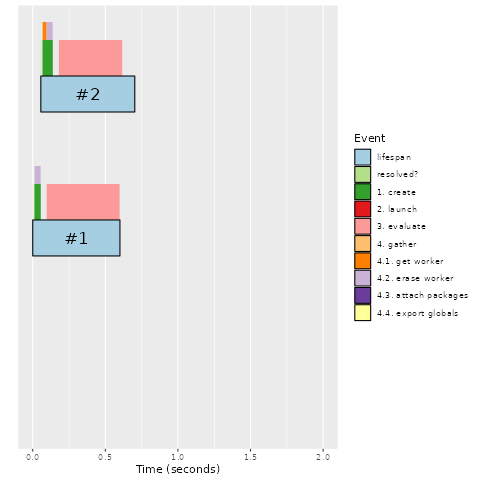 #2
#1
0.0 0.5 1.0 1.5 2.0
Time (seconds)
Event
lifespan
resolved?
1. create
2. launch
3. evaluate
4. gather
4.1. get worker
4.2. erase worker
4.3. attach packages
4.4. export globals